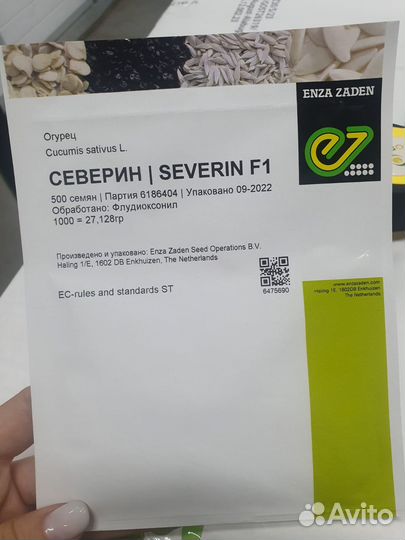 ENZA ZADEN
Огурец
Cucumis sativus L.
СЕВЕРИН | SEVERIN F1
500 семян | Партия 6186404 | Упаковано 09-2022
Обработано: Флудиоксонил
1000 = 27,128гр
Произведено и упаковано: Enza Zaden Seed Operations B.V.
Haling 1/E, 1602 DB Enkhuizen, The Netherlands
EC-rules and standards ST
6475690
www.enzazaden.com
Haling 1E, 1602DB Enkhuizen
The Netherlands
Avito